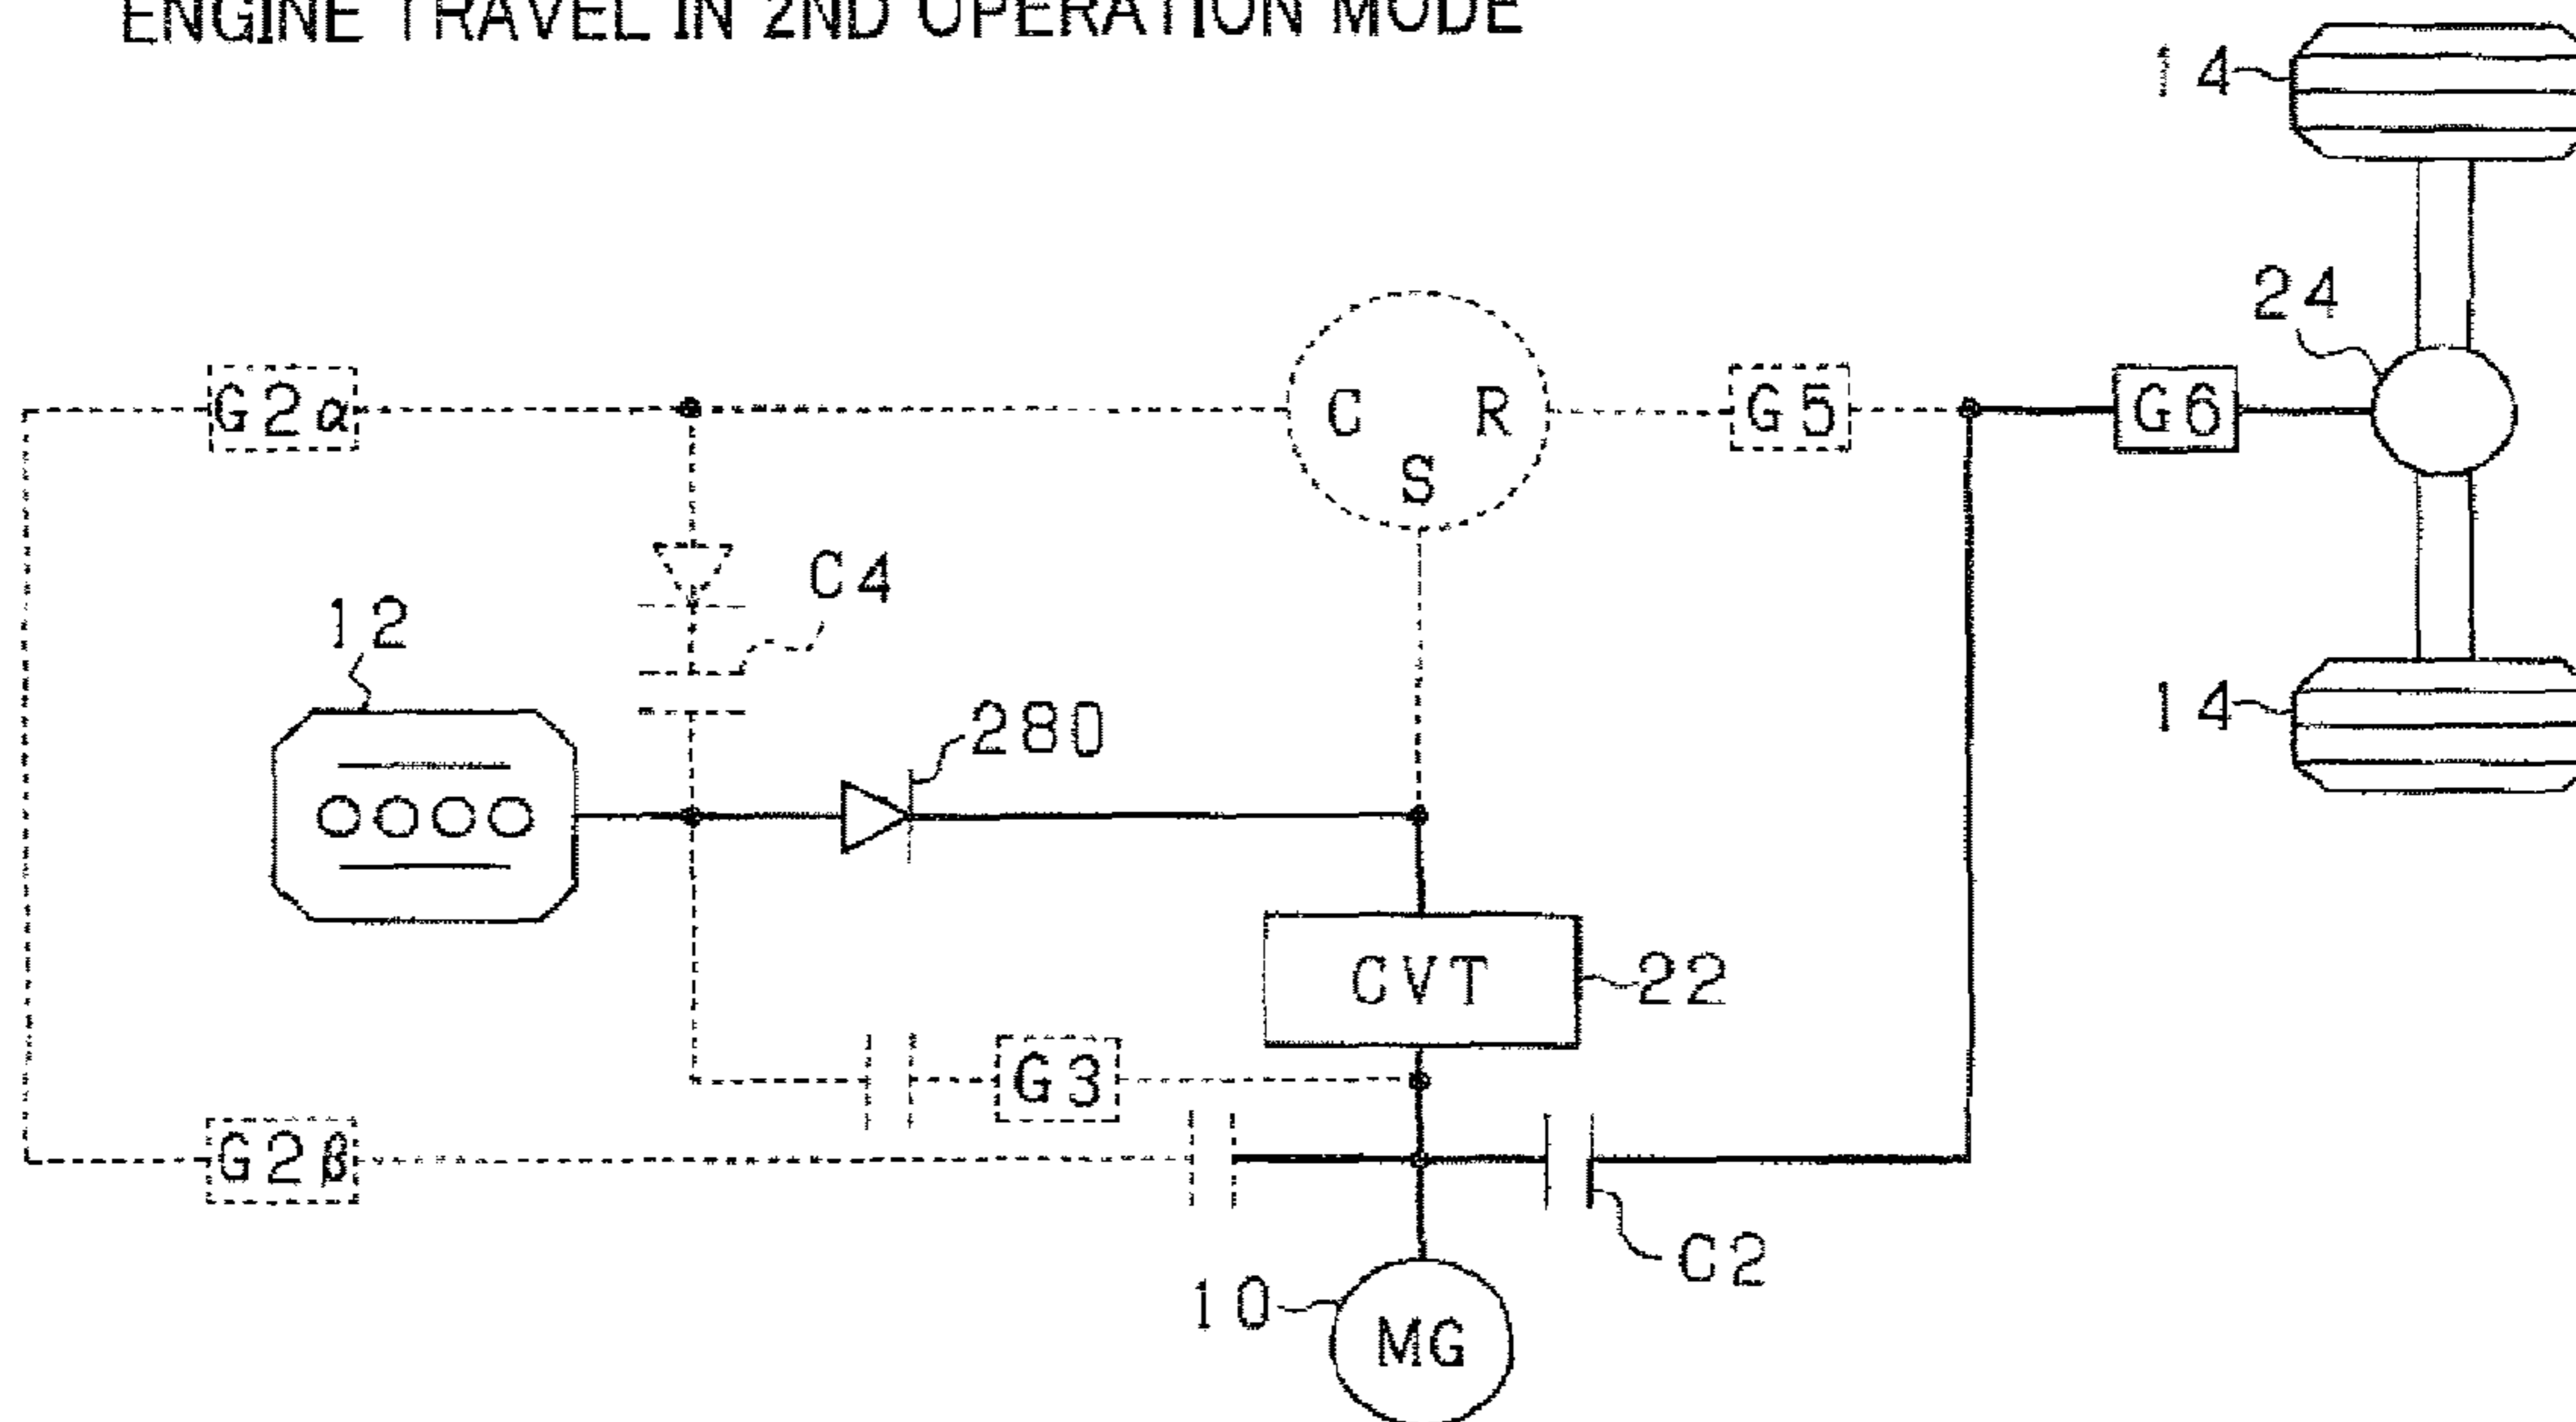 ENGINE TRAVEL IN 2ND OPERATION MODE
14
24
G2α
C
R
S
G5
G6
C4
12
280
14
CVT
22
G3
G2β
C2
10
MG